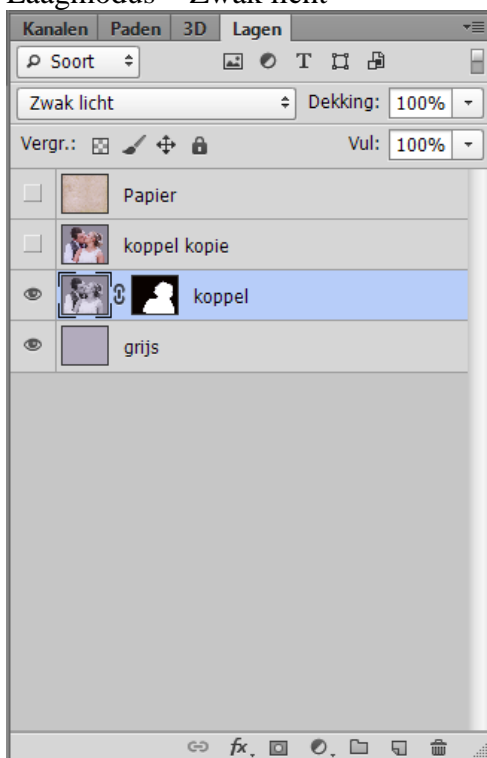 Laagmodus = Zwak licht
Kanalen Paden 3D Lagen
Soort T
Zwak licht Dekking: 100%
Vergr.: Vul: 100%
Papier
koppel kopie
koppel
grijs
fx